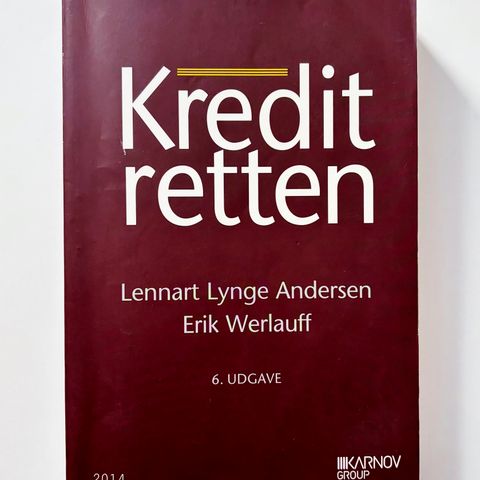 Kredit
retten
Lennart Lynge Andersen
Erik Werlauff
6. UDGAVE
2014
KARNOV
GROUP